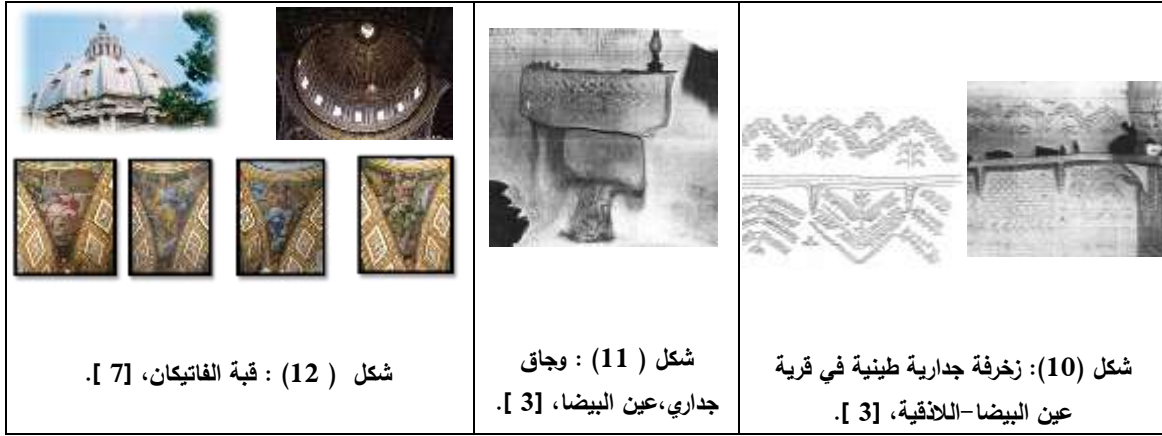 شكل (10): زخرفة جدارية طينية في قرية
عين البيضا-اللاذقية، [3 ].
شكل ( 11) : وجاق
جداري،عين البيضا، [3 ].
شكل ( 12) : قبة الفاتيكان، [7 ].